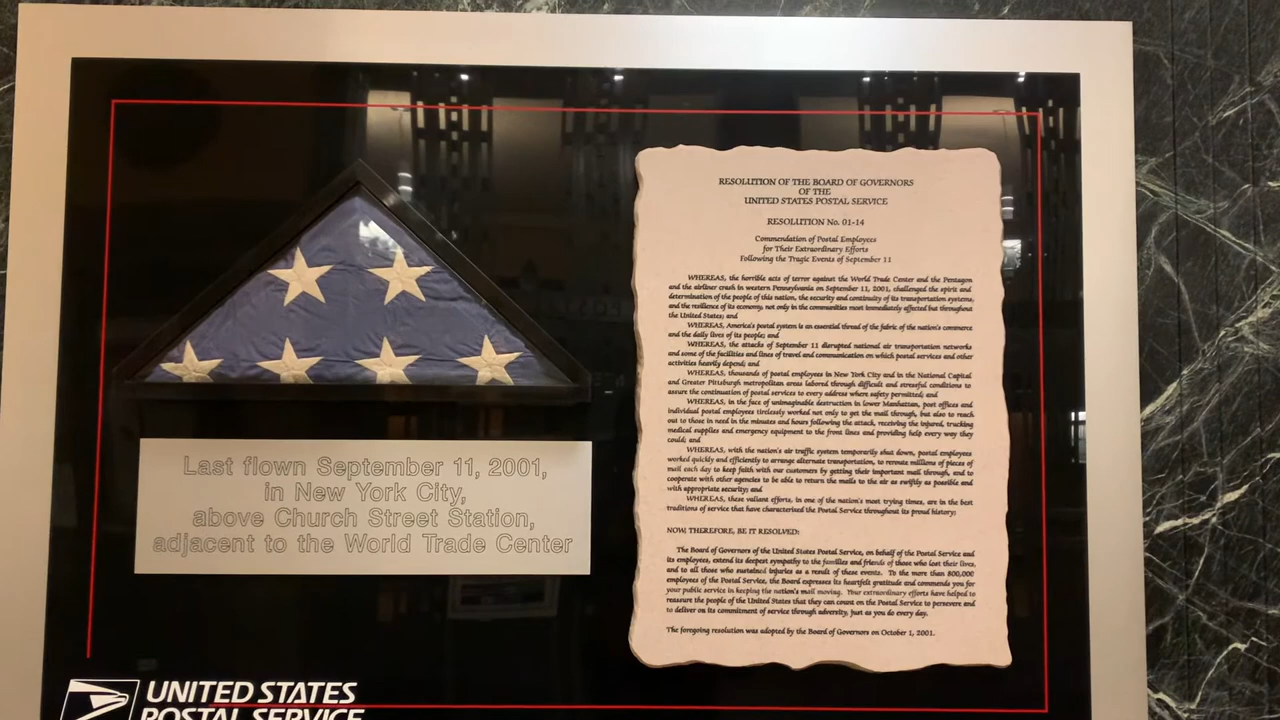 Last flown September 11, 2001,
in New York City,
above Church Street Station,
adjacent to the World Trade Center
UNITED STATES
POSTAL SERVICE
RESOLUTION OF THE BOARD OF GOVERNORS
OF THE
UNITED STATES POSTAL SERVICE
RESOLUTION No. 01-14
Commendation of Postal Employees
for Their Extraordinary Efforts
Following the Tragic Events of September 11
WHEREAS, the horrible acts of terror against the World Trade Center and the Pentagon
and the airliner crash in western Pennsylvania on September 11, 2001, challenged the spirit and
determination of the people of this nation, the security and continuity of its transportation systems,
and the resilience of its economy, not only in the communities most immediately affected but throughout
the United States; and
WHEREAS, America's postal system is an essential thread of the fabric of the nation's commerce
and the daily lives of its people; and
WHEREAS, the attacks of September 11 disrupted national air transportation networks
and some of the facilities and lines of travel and communication on which postal services and other
activities heavily depend; and
WHEREAS, thousands of postal employees in New York City and in the National Capital
and Greater Pittsburgh metropolitan areas labored through difficult and stressful conditions to
assure the continuation of postal services to every address where safety permitted; and
WHEREAS, in the face of unimaginable destruction in lower Manhattan, post offices and
individual postal employees tirelessly worked not only to get the mail through, but also to reach
out to those in need in the minutes and hours following the attack, receiving the injured, trucking
medical supplies and emergency equipment to the front lines and providing help every way they
could; and
WHEREAS, with the nation's air traffic system temporarily shut down, postal employees
worked quickly and efficiently to arrange alternate transportation, to reroute millions of pieces of
mail each day to keep faith with our customers by getting their important mail through, and to
cooperate with other agencies to be able to return the mails to the air as swiftly as possible and
with appropriate security; and
WHEREAS, these valiant efforts, in one of the nation's most trying times, are in the best
traditions of service that have characterized the Postal Service throughout its proud history;
NOW, THEREFORE, BE IT RESOLVED:
The Board of Governors of the United States Postal Service, on behalf of the Postal Service and
its employees, extend its deepest sympathy to the families and friends of those who lost their lives,
and to all those who sustained injuries as a result of these events. To the more than 800,000
employees of the Postal Service, the Board expresses its heartfelt gratitude and commends you for
your public service in keeping the nation's mail moving. Your extraordinary efforts have helped to
reassure the people of the United States that they can count on the Postal Service to persevere and
to deliver on its commitment of service through adversity, just as you do every day.
The foregoing resolution was adopted by the Board of Governors on October 1, 2001.